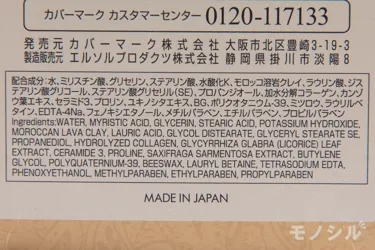 カバーマーク カスタマーセンター 0120-117133
発売元 カバーマーク株式会社 大阪市北区豊崎3-19-3
製造販売元 エルソルプロダクツ株式会社 静岡県掛川市淡陽8
配合成分:水、ミリスチン酸、グリセリン、ステアリン酸、水酸化K、モロッコ溶岩クレイ、ラウリン酸、ジス
テアリン酸グリコール、ステアリン酸グリセリル(SE)、プロパンジオール、加水分解コラーゲン、カンゾ
ウ葉エキス、セラミド3、プロリン、ユキノシタエキス、BG、ポリクオタニウム-39、ミツロウ、ラウリルベ
タイン、EDTA-4Na、フェノキシエタノール、メチルパラベン、エチルパラベン、プロピルパラベン
Ingredients:WATER, MYRISTIC ACID, GLYCERIN, STEARIC ACID, POTASSIUM HYDROXIDE,
MOROCCAN LAVA CLAY, LAURIC ACID, GLYCOL DISTEARATE, GLYCERYL STEARATE SE,
PROPANEDIOL, HYDROLYZED COLLAGEN, GLYCYRRHIZA GLABRA (LICORICE) LEAF
EXTRACT, CERAMIDE 3, PROLINE, SAXIFRAGA SARMENTOSA EXTRACT, BUTYLENE
GLYCOL, POLYQUATERNIUM-39, BEESWAX, LAURYL BETAINE, TETRASODIUM EDTA,
PHENOXYETHANOL, METHYLPARABEN, ETHYLPARABEN, PROPYLPARABEN
MADE IN JAPAN
モノシル